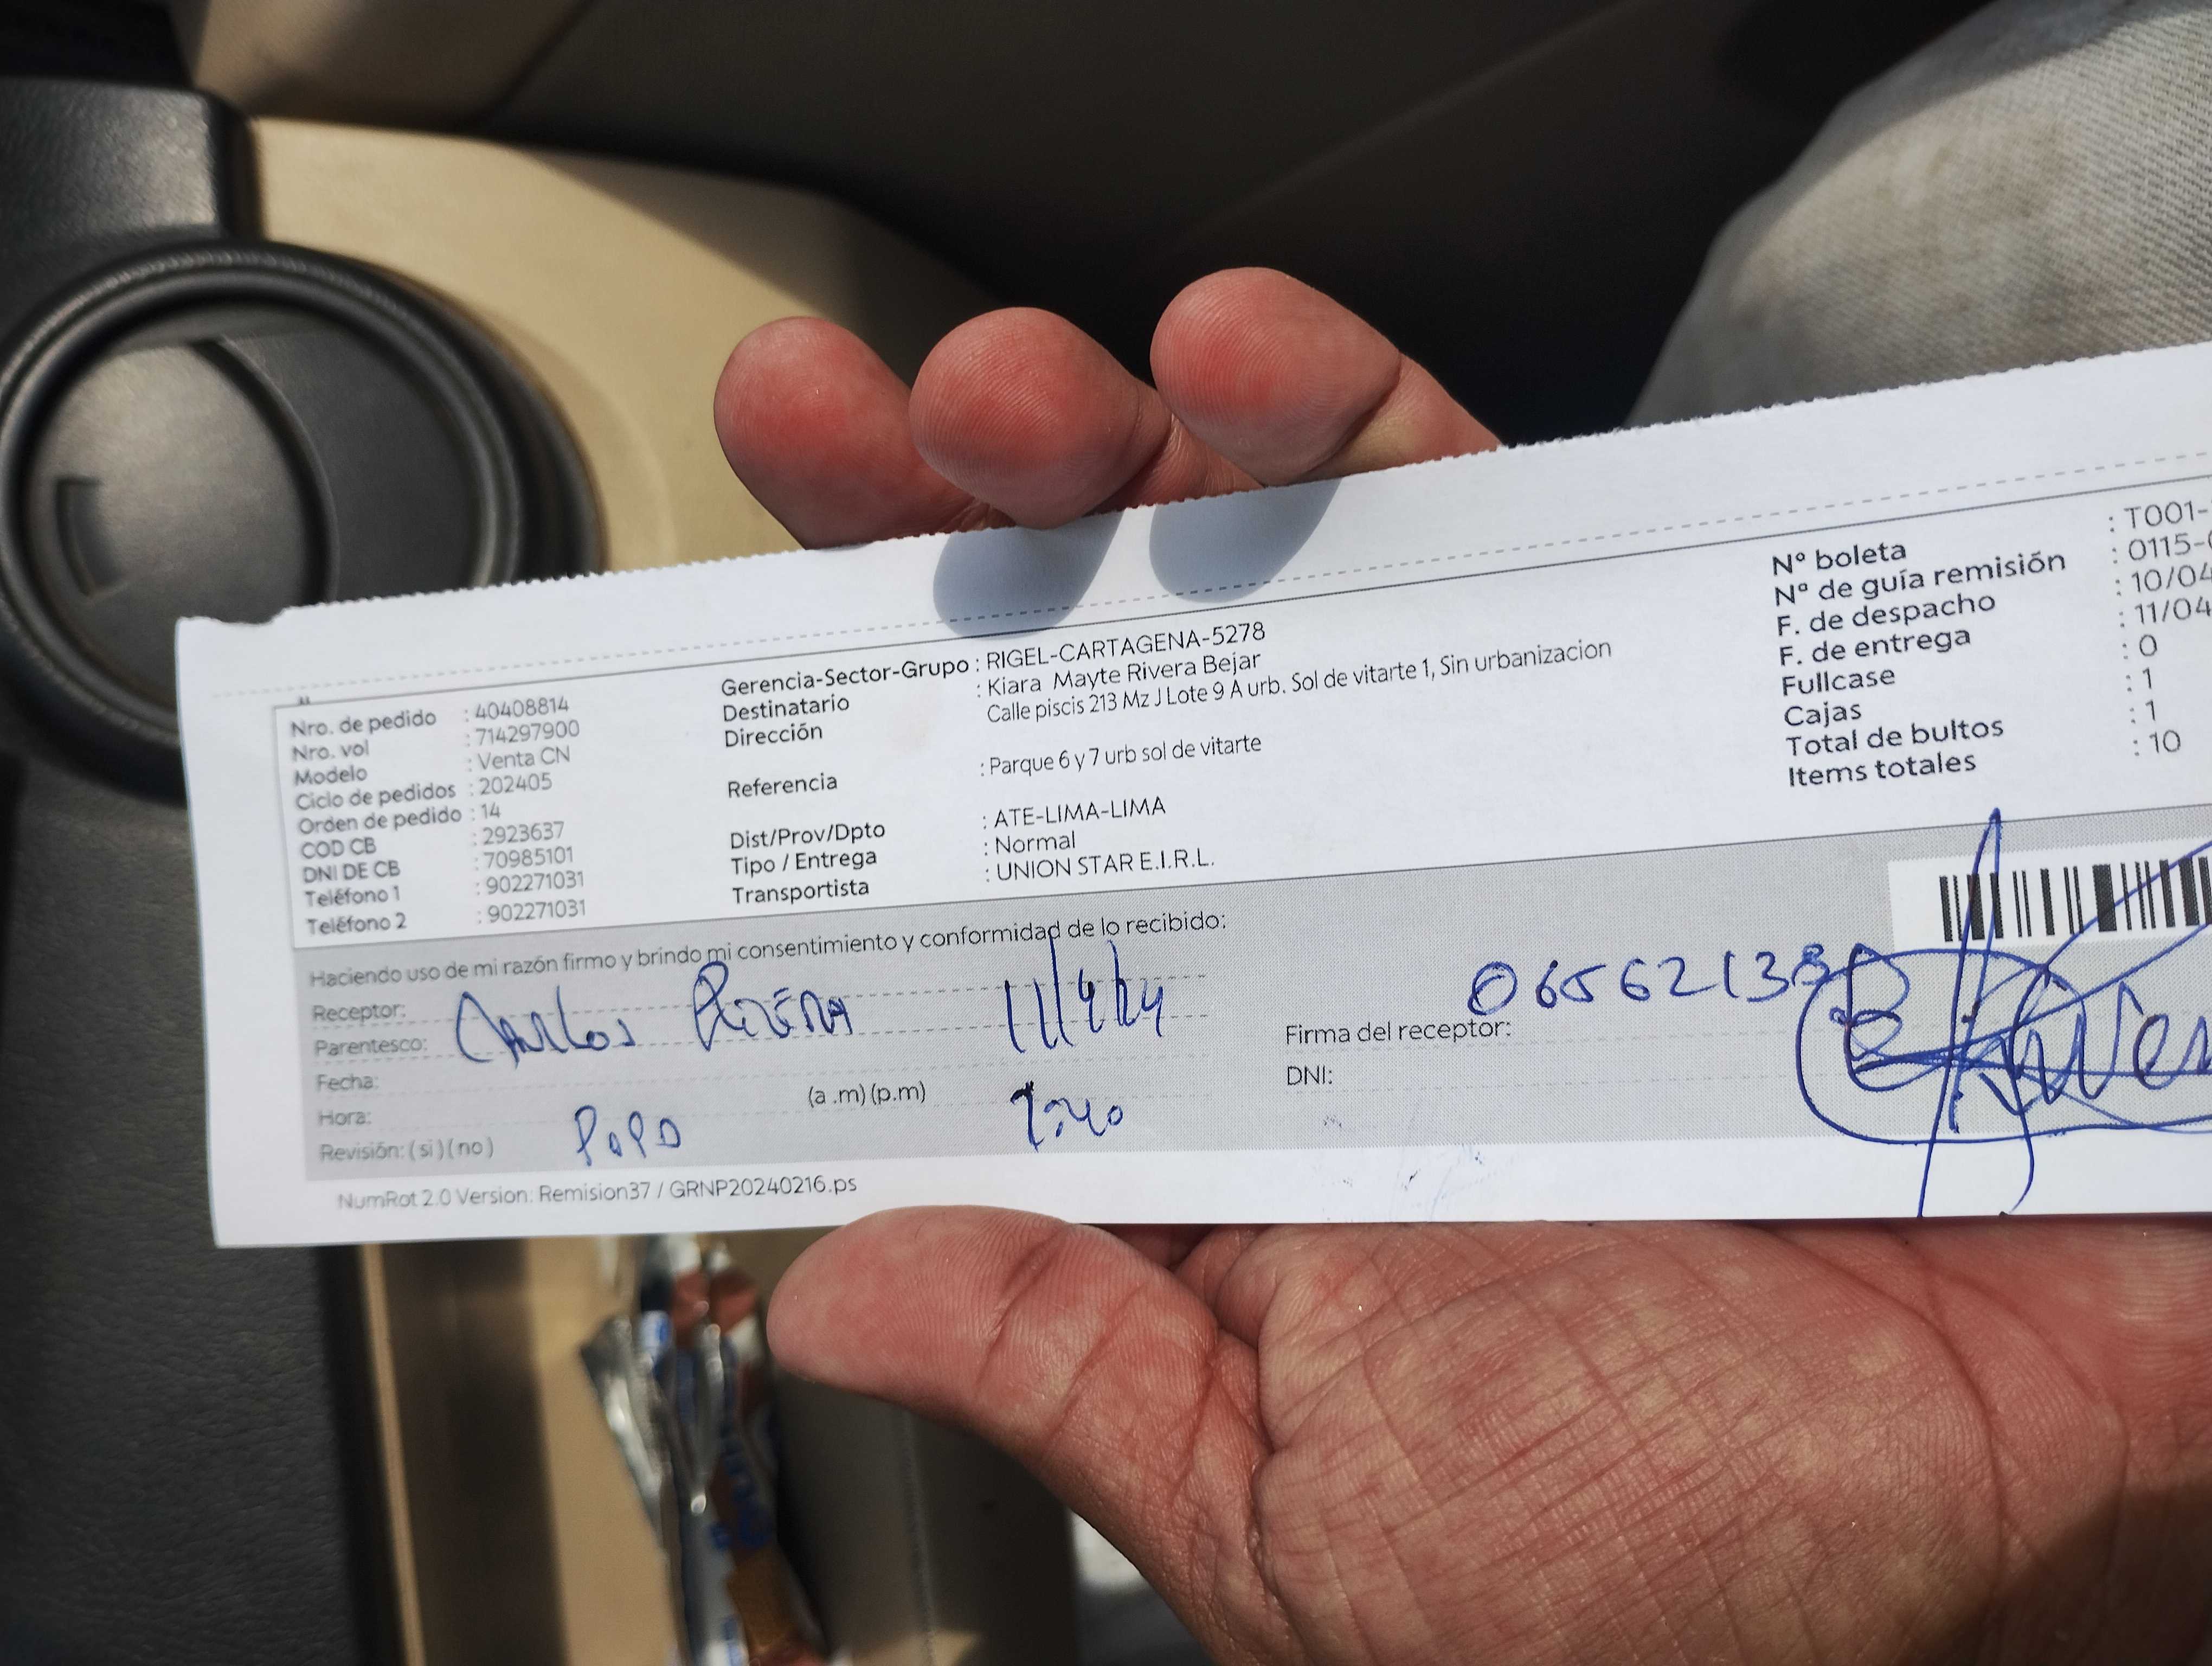 Nro. de pedido : 40408814
Nro. vol : 714297900
Modelo : Venta CN
Ciclo de pedidos : 202405
Orden de pedido : 14
COD CB : 2923637
DNI DE CB : 70985101
Teléfono 1 : 902271031
Teléfono 2 : 902271031
Gerencia-Sector-Grupo : RIGEL-CARTAGENA-5278
Destinatario : Kiara Mayte Rivera Bejar
Dirección Calle piscis 213 Mz J Lote 9 A urb. Sol de vitarte 1, Sin urbanizacion
Referencia : Parque 6 y 7 urb sol de vitarte
Dist/Prov/Dpto : ATE-LIMA-LIMA
Tipo / Entrega : Normal
Transportista : UNION STAR E.I.R.L.
Nº boleta : T001-
Nº de guía remisión : 0115-
F. de despacho : 10/04
F. de entrega : 11/04
Fullcase : 0
Cajas : 1
Total de bultos : 1
Items totales : 10
Haciendo uso de mi razón firmo y brindo mi consentimiento y conformidad de lo recibido:
Receptor:
Parentesco: Carlos Rivera 11/4/24
Fecha:
Hora: (a .m) (p.m)
Revisión: ( si ) ( no ) PAPA :40
065621
Firma del receptor:
DNI:
NumRot 2.0 Version: Remision37 / GRNP20240216.ps